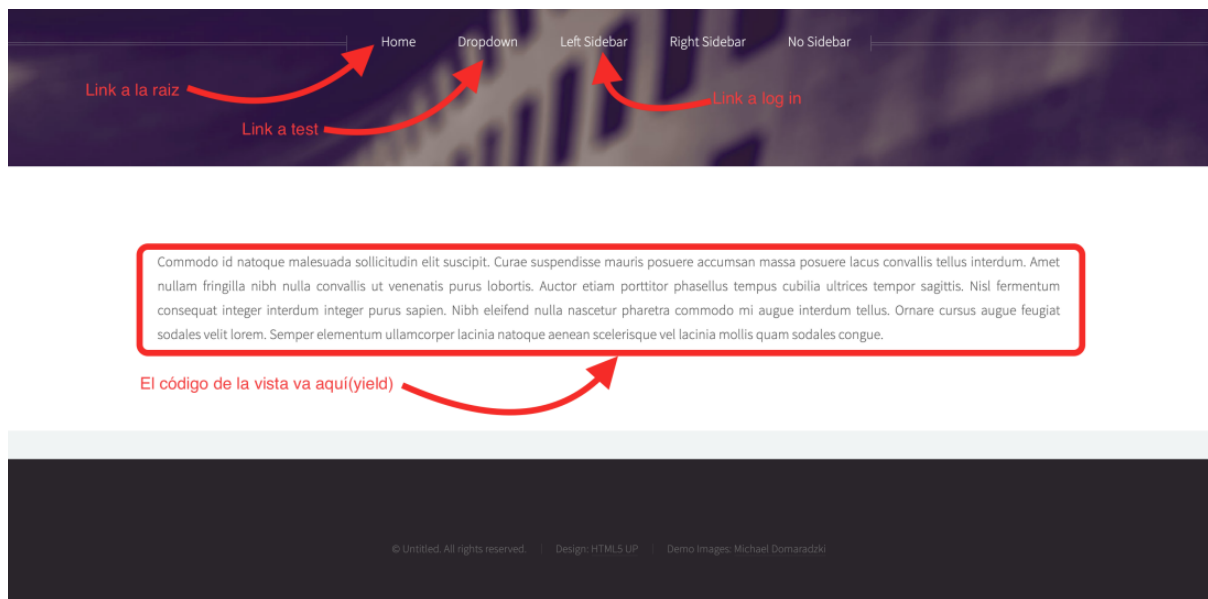 Home Dropdown Left Sidebar Right Sidebar No Sidebar
Link a la raiz
Link a log in
Link a test
Commodo id natoque malesuada sollicitudin elit suscipit. Curae suspendisse mauris posuere accumsan massa posuere lacus convallis tellus interdum. Amet
nullam fringilla nibh nulla convallis ut venenatis purus lobortis. Auctor etiam porttitor phasellus tempus cubilia ultrices tempor sagittis. Nisl fermentum
consequat integer interdum integer purus sapien. Nibh eleifend nulla nascetur pharetra commodo mi augue interdum tellus. Ornare cursus augue feugiat
sodales velit lorem. Semper elementum ullamcorper lacinia natoque aenean scelerisque vel lacinia mollis quam sodales congue.
El código de la vista va aquí(yield)
© Untitled. All rights reserved. | Design: HTML5 UP | Demo Images: Michael Domaradzki